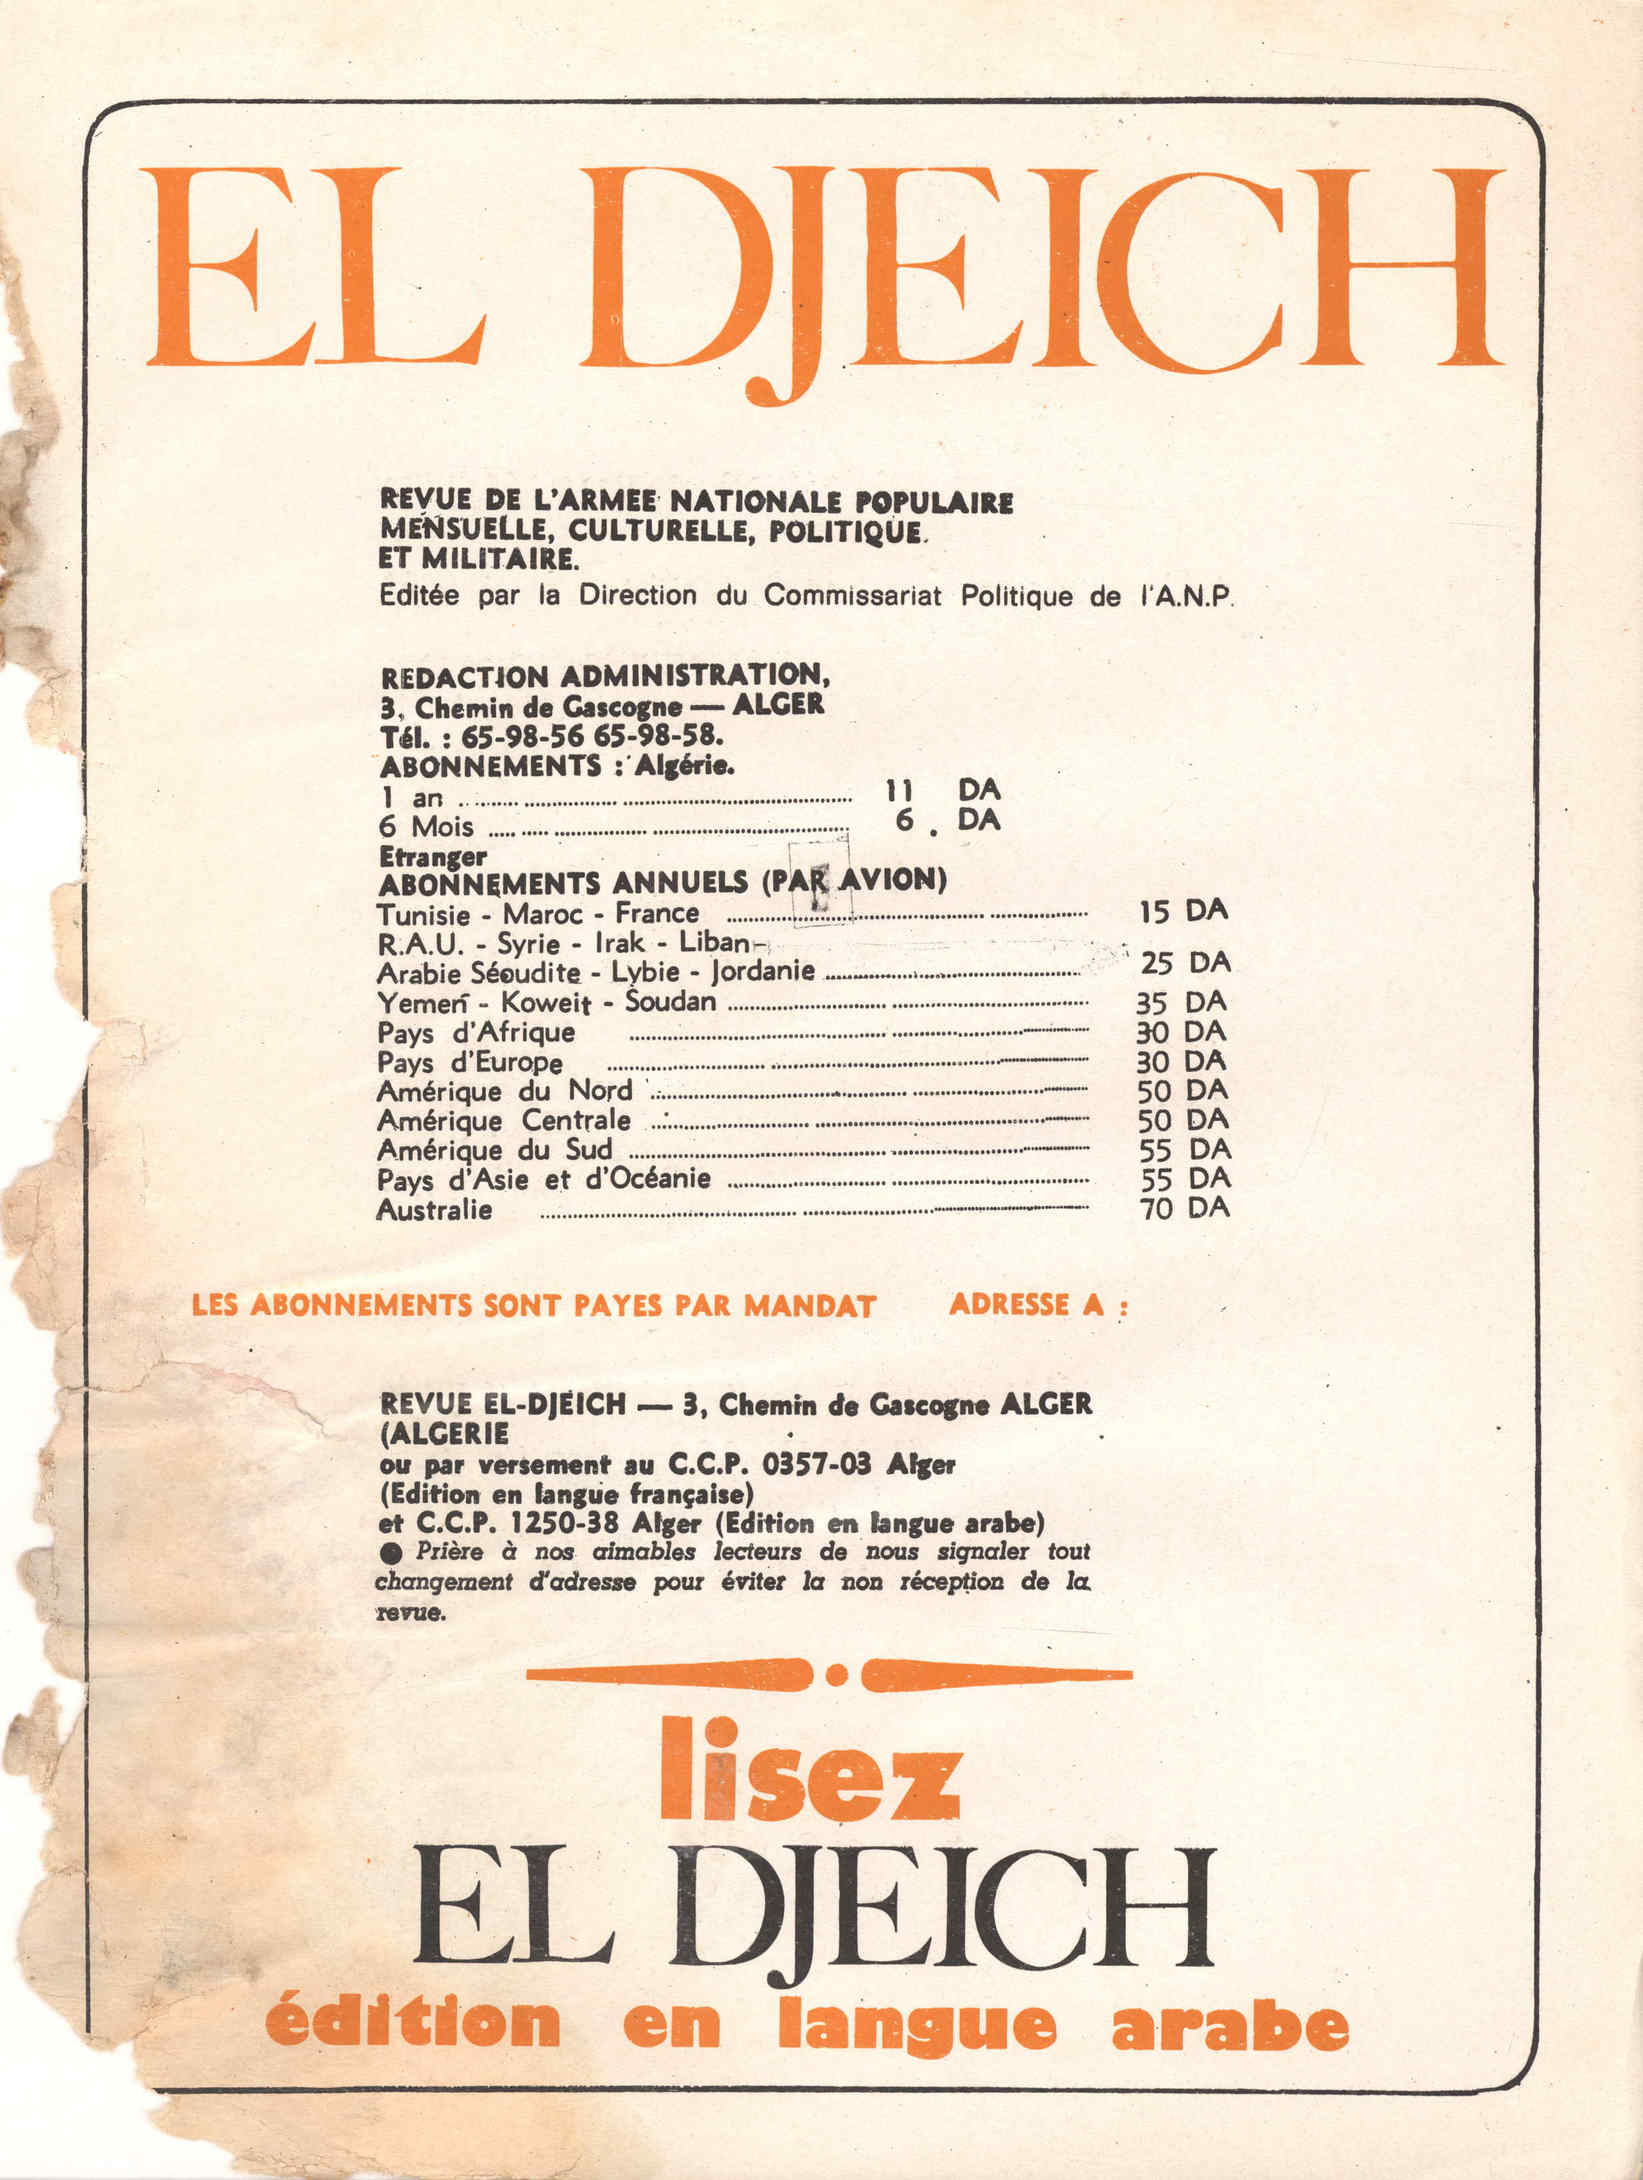 EL DJEICH
REVUE DE L'ARMEE NATIONALE POPULAIRE
MENSUELLE, CULTURELLE, POLITIQUE.
ET MILITAIRE.
Editée par la Direction du Commissariat Politique de l'A.N.P.
REDACTION ADMINISTRATION,
3, Chemin de Gascogne — ALGER
Tél. : 65-98-56 65-98-58.
ABONNEMENTS : Algérie.
1 an ........................ 11 DA
6 Mois ........................ 6 . DA
Etranger
ABONNEMENTS ANNUELS (PAR AVION)
Tunisie - Maroc - France ........................ 15 DA
R.A.U. - Syrie - Irak - Liban -
Arabie Séoudite - Lybie - Jordanie ........................ 25 DA
Yemen - Koweit - Soudan ........................ 35 DA
Pays d'Afrique ........................ 30 DA
Pays d'Europe ........................ 30 DA
Amérique du Nord ........................ 50 DA
Amérique Centrale ........................ 50 DA
Amérique du Sud ........................ 55 DA
Pays d'Asie et d'Océanie ........................ 55 DA
Australie ........................ 70 DA
LES ABONNEMENTS SONT PAYES PAR MANDAT ADRESSE A :
REVUE EL-DJEICH — 3, Chemin de Gascogne ALGER
(ALGERIE
ou par versement au C.C.P. 0357-03 Alger
(Edition en langue française)
et C.C.P. 1250-38 Alger (Edition en langue arabe)
● Prière à nos aimables lecteurs de nous signaler tout
changement d'adresse pour éviter la non réception de la
revue.
lisez
EL DJEICH
édition en langue arabe